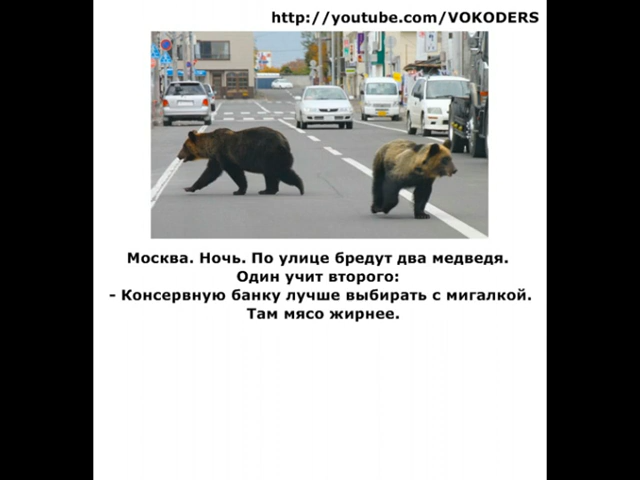 http://youtube.com/VOKODERS
Москва. Ночь. По улице бредут два медведя.
Один учит второго:
- Консервную банку лучше выбирать с мигалкой.
Там мясо жирнее.